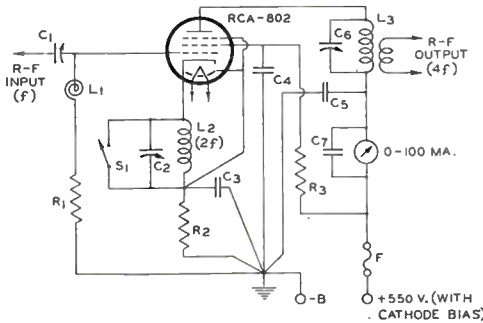 RCA-802
C1
R-F
INPUT
(f)
L1
R1
S1
C2
L2
(2f)
C3
R2
C4
C5
R3
C6
L3
R-F
OUTPUT
(4f)
C7
0-100 MA.
F
-B
+550 V. (WITH
CATHODE BIAS)